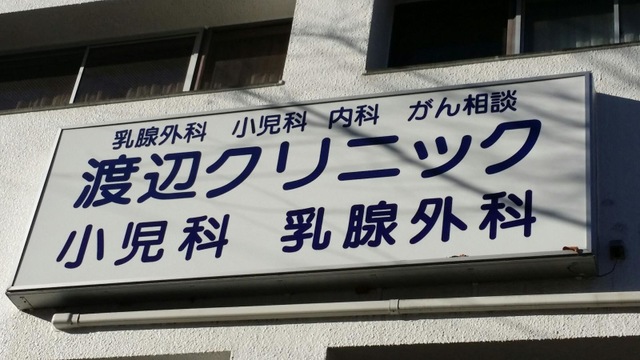 乳腺外科 小児科 内科 がん相談
渡辺クリニック
小児科 乳腺外科